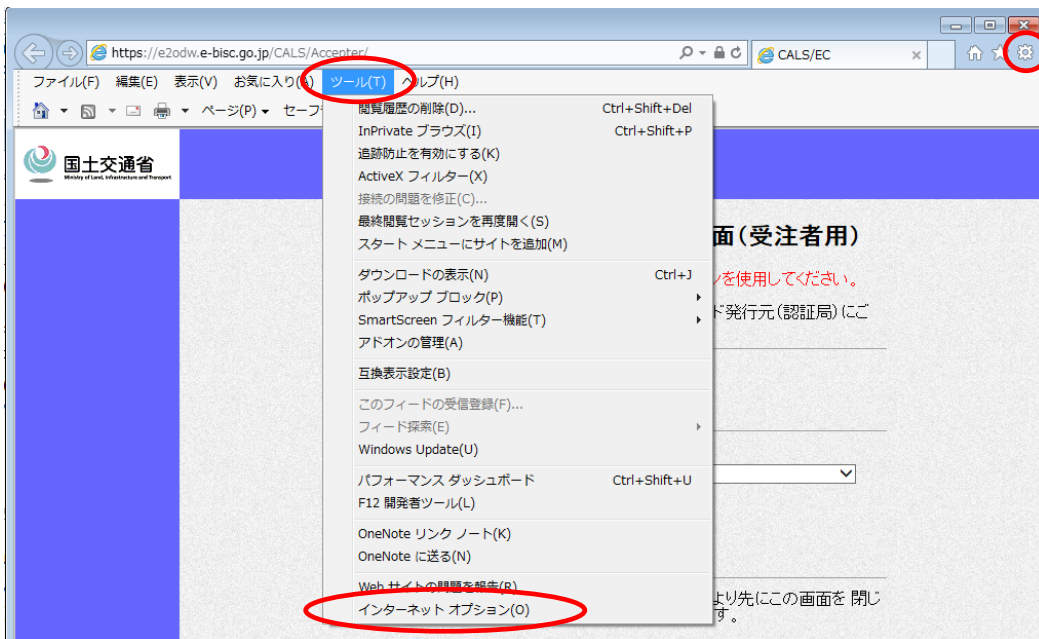 https://e2odw.e-bisc.go.jp/CALS/Accenter/
CALS/EC
ファイル(F) 編集(E) 表示(V) お気に入り(A) ツール(T) ヘルプ(H)
ページ(P) セーフ
国土交通省
Ministry of Land, Infrastructure and Transport
閲覧履歴の削除(D)... Ctrl+Shift+Del
InPrivate ブラウズ(I) Ctrl+Shift+P
追跡防止を有効にする(K)
ActiveX フィルター(X)
接続の問題を修正(C)...
最終閲覧セッションを再度開く(S)
スタート メニューにサイトを追加(M)
ダウンロードの表示(N) Ctrl+J
ポップアップ ブロック(P)
SmartScreen フィルター機能(T)
アドオンの管理(A)
互換表示設定(B)
このフィードの受信登録(F)...
フィード探索(E)
Windows Update(U)
パフォーマンス ダッシュボード Ctrl+Shift+U
F12 開発者ツール(L)
OneNote リンク ノート(K)
OneNote に送る(N)
Web サイトの問題を報告(R)
インターネット オプション(O)
面(受注者用)
を使用してください。
ド発行元(認証局)にご
より先にこの画面を 閉じ
す。